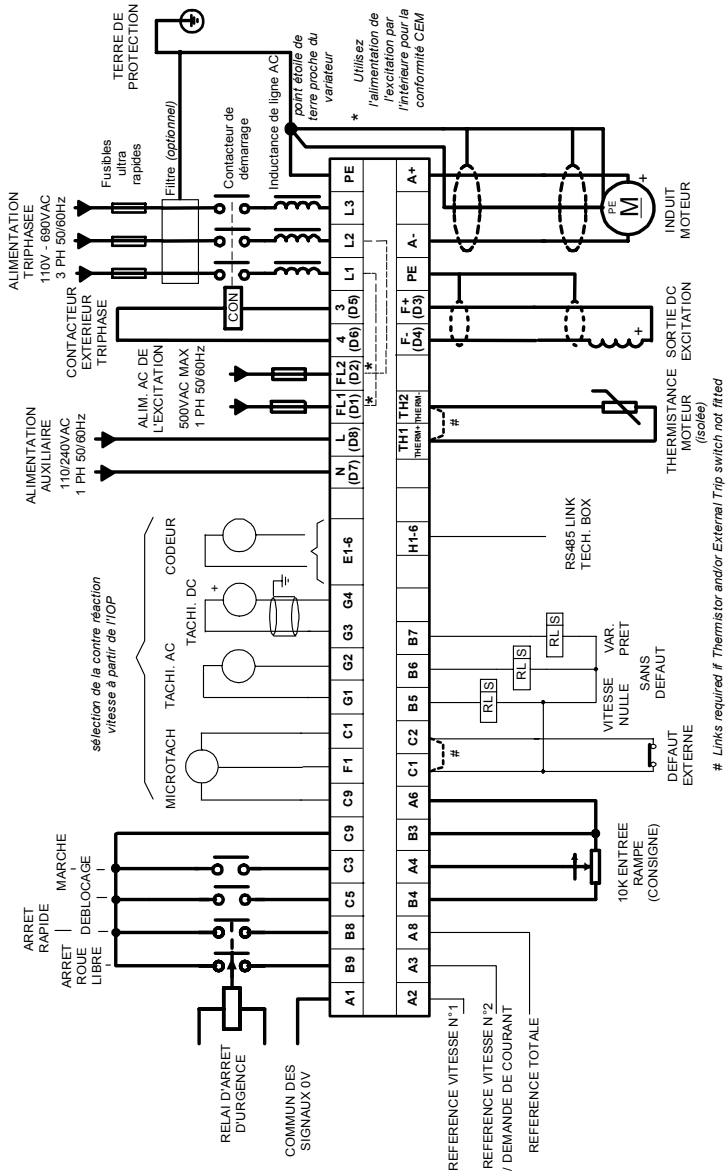 TERRE DE
PROTECTION
ALIMENTATION
TRIPHASEE
110V - 690VAC
3 PH 50/60Hz
Fusibles
ultra
rapides
Filtre (optionnel)
Contacteur de
démarrage
Inductance de ligne AC
point étoile de
terre proche du
variateur
* Utilisez
l'alimentation de
l'excitation par
l'intérieure pour la
conformité CEM
CONTACTEUR
EXTERIEUR
TRIPHASE
CON
ALIM. AC DE
L'EXCITATION
500VAC MAX
1 PH 50/60Hz
ALIMENTATION
AUXILIAIRE
110/240VAC
1 PH 50/60Hz
sélection de la contre réaction
vitesse à partir de l'IOP
MICROTACH
TACHI. AC
TACHI. DC
+
CODEUR
ARRET
RAPIDE
ARRET
ROUE
LIBRE
DEBLOCAGE
MARCHE
RELAI D'ARRET
D'URGENCE
COMMUN DES
SIGNAUX 0V
A1
B9
B8
C5
C3
C9
C9
F1
C1
G1
G2
G3
G4
E1-6
N
(D7)
L
(D8)
FL1
(D1)
*
FL2
(D2)
*
4
(D6)
3
(D5)
L1
L2
L3
PE
A2
A3
A8
B4
A4
B3
A6
C1
C2
B5
B6
B7
H1-6
TH1
THERM+
TH2
THERM-
F-
(D4)
F+
(D3)
PE
A-
A+
REFERENCE VITESSE N°1
REFERENCE VITESSE N°2
/ DEMANDE DE COURANT
REFERENCE TOTALE
10K ENTREE
RAMPE
(CONSIGNE)
#
DEFAUT
EXTERNE
RL S
RL S
RL S
VITESSE
NULLE
SANS
DEFAUT
VAR.
PRET
RS485 LINK
TECH. BOX
#
THERMISTANCE
MOTEUR
(isolée)
+
SORTIE DC
EXCITATION
PE
M
+
INDUIT
MOTEUR
# Links required if Thermistor and/or External Trip switch not fitted